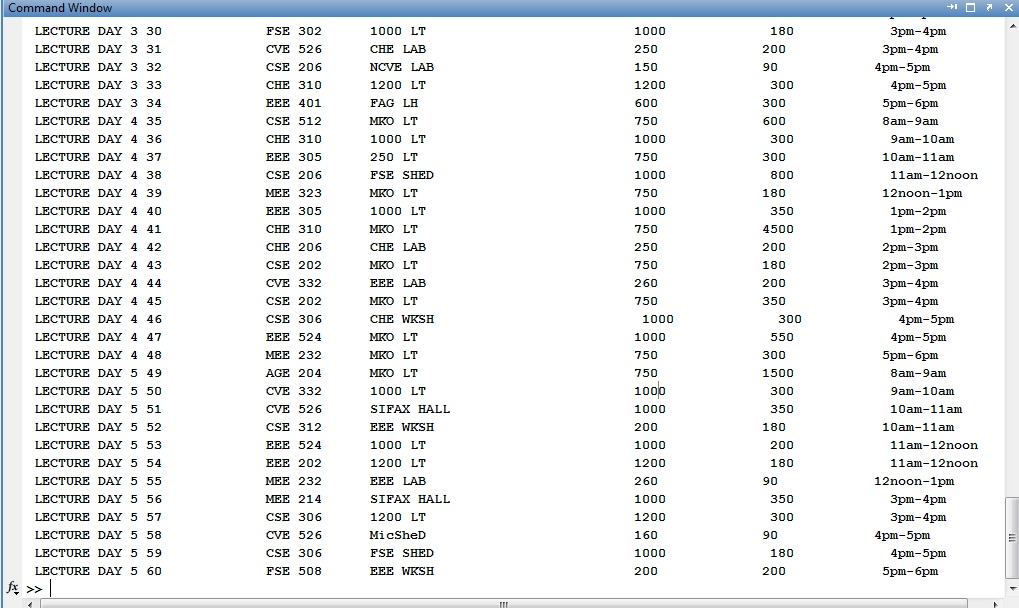 Command Window
LECTURE DAY 3 30 FSE 302 1000 LT 1000 180 3pm-4pm
LECTURE DAY 3 31 CVE 526 CHE LAB 250 200 3pm-4pm
LECTURE DAY 3 32 CSE 206 NCVE LAB 150 90 4pm-5pm
LECTURE DAY 3 33 CHE 310 1200 LT 1200 300 4pm-5pm
LECTURE DAY 3 34 EEE 401 FAG LH 600 300 5pm-6pm
LECTURE DAY 4 35 CSE 512 MKO LT 750 600 8am-9am
LECTURE DAY 4 36 CHE 310 1000 LT 1000 300 9am-10am
LECTURE DAY 4 37 EEE 305 250 LT 750 300 10am-11am
LECTURE DAY 4 38 CSE 206 FSE SHED 1000 800 11am-12noon
LECTURE DAY 4 39 MEE 323 MKO LT 750 180 12noon-1pm
LECTURE DAY 4 40 EEE 305 1000 LT 1000 350 1pm-2pm
LECTURE DAY 4 41 CHE 310 MKO LT 750 4500 1pm-2pm
LECTURE DAY 4 42 CHE 206 CHE LAB 250 200 2pm-3pm
LECTURE DAY 4 43 CSE 202 MKO LT 750 180 2pm-3pm
LECTURE DAY 4 44 CVE 332 EEE LAB 260 200 3pm-4pm
LECTURE DAY 4 45 CSE 202 MKO LT 750 350 3pm-4pm
LECTURE DAY 4 46 CSE 306 CHE WKSH 1000 300 4pm-5pm
LECTURE DAY 4 47 EEE 524 MKO LT 1000 550 4pm-5pm
LECTURE DAY 4 48 MEE 232 MKO LT 750 300 5pm-6pm
LECTURE DAY 5 49 AGE 204 MKO LT 750 1500 8am-9am
LECTURE DAY 5 50 CVE 332 1000 LT 1000 300 9am-10am
LECTURE DAY 5 51 CVE 526 SIFAX HALL 1000 350 10am-11am
LECTURE DAY 5 52 CSE 312 EEE WKSH 200 180 10am-11am
LECTURE DAY 5 53 EEE 524 1000 LT 1000 200 11am-12noon
LECTURE DAY 5 54 EEE 202 1200 LT 1200 180 11am-12noon
LECTURE DAY 5 55 MEE 232 EEE LAB 260 90 12noon-1pm
LECTURE DAY 5 56 MEE 214 SIFAX HALL 1000 350 3pm-4pm
LECTURE DAY 5 57 CSE 306 1200 LT 1200 300 3pm-4pm
LECTURE DAY 5 58 CVE 526 MicSheD 160 90 4pm-5pm
LECTURE DAY 5 59 CSE 306 FSE SHED 1000 180 4pm-5pm
LECTURE DAY 5 60 FSE 508 EEE WKSH 200 200 5pm-6pm
fx >>